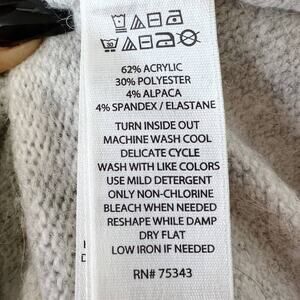 62% ACRYLIC
30% POLYESTER
4% ALPACA
4% SPANDEX / ELASTANE
TURN INSIDE OUT
MACHINE WASH COOL
DELICATE CYCLE
WASH WITH LIKE COLORS
USE MILD DETERGENT
ONLY NON-CHLORINE
BLEACH WHEN NEEDED
RESHAPE WHILE DAMP
DRY FLAT
LOW IRON IF NEEDED
RN# 75343